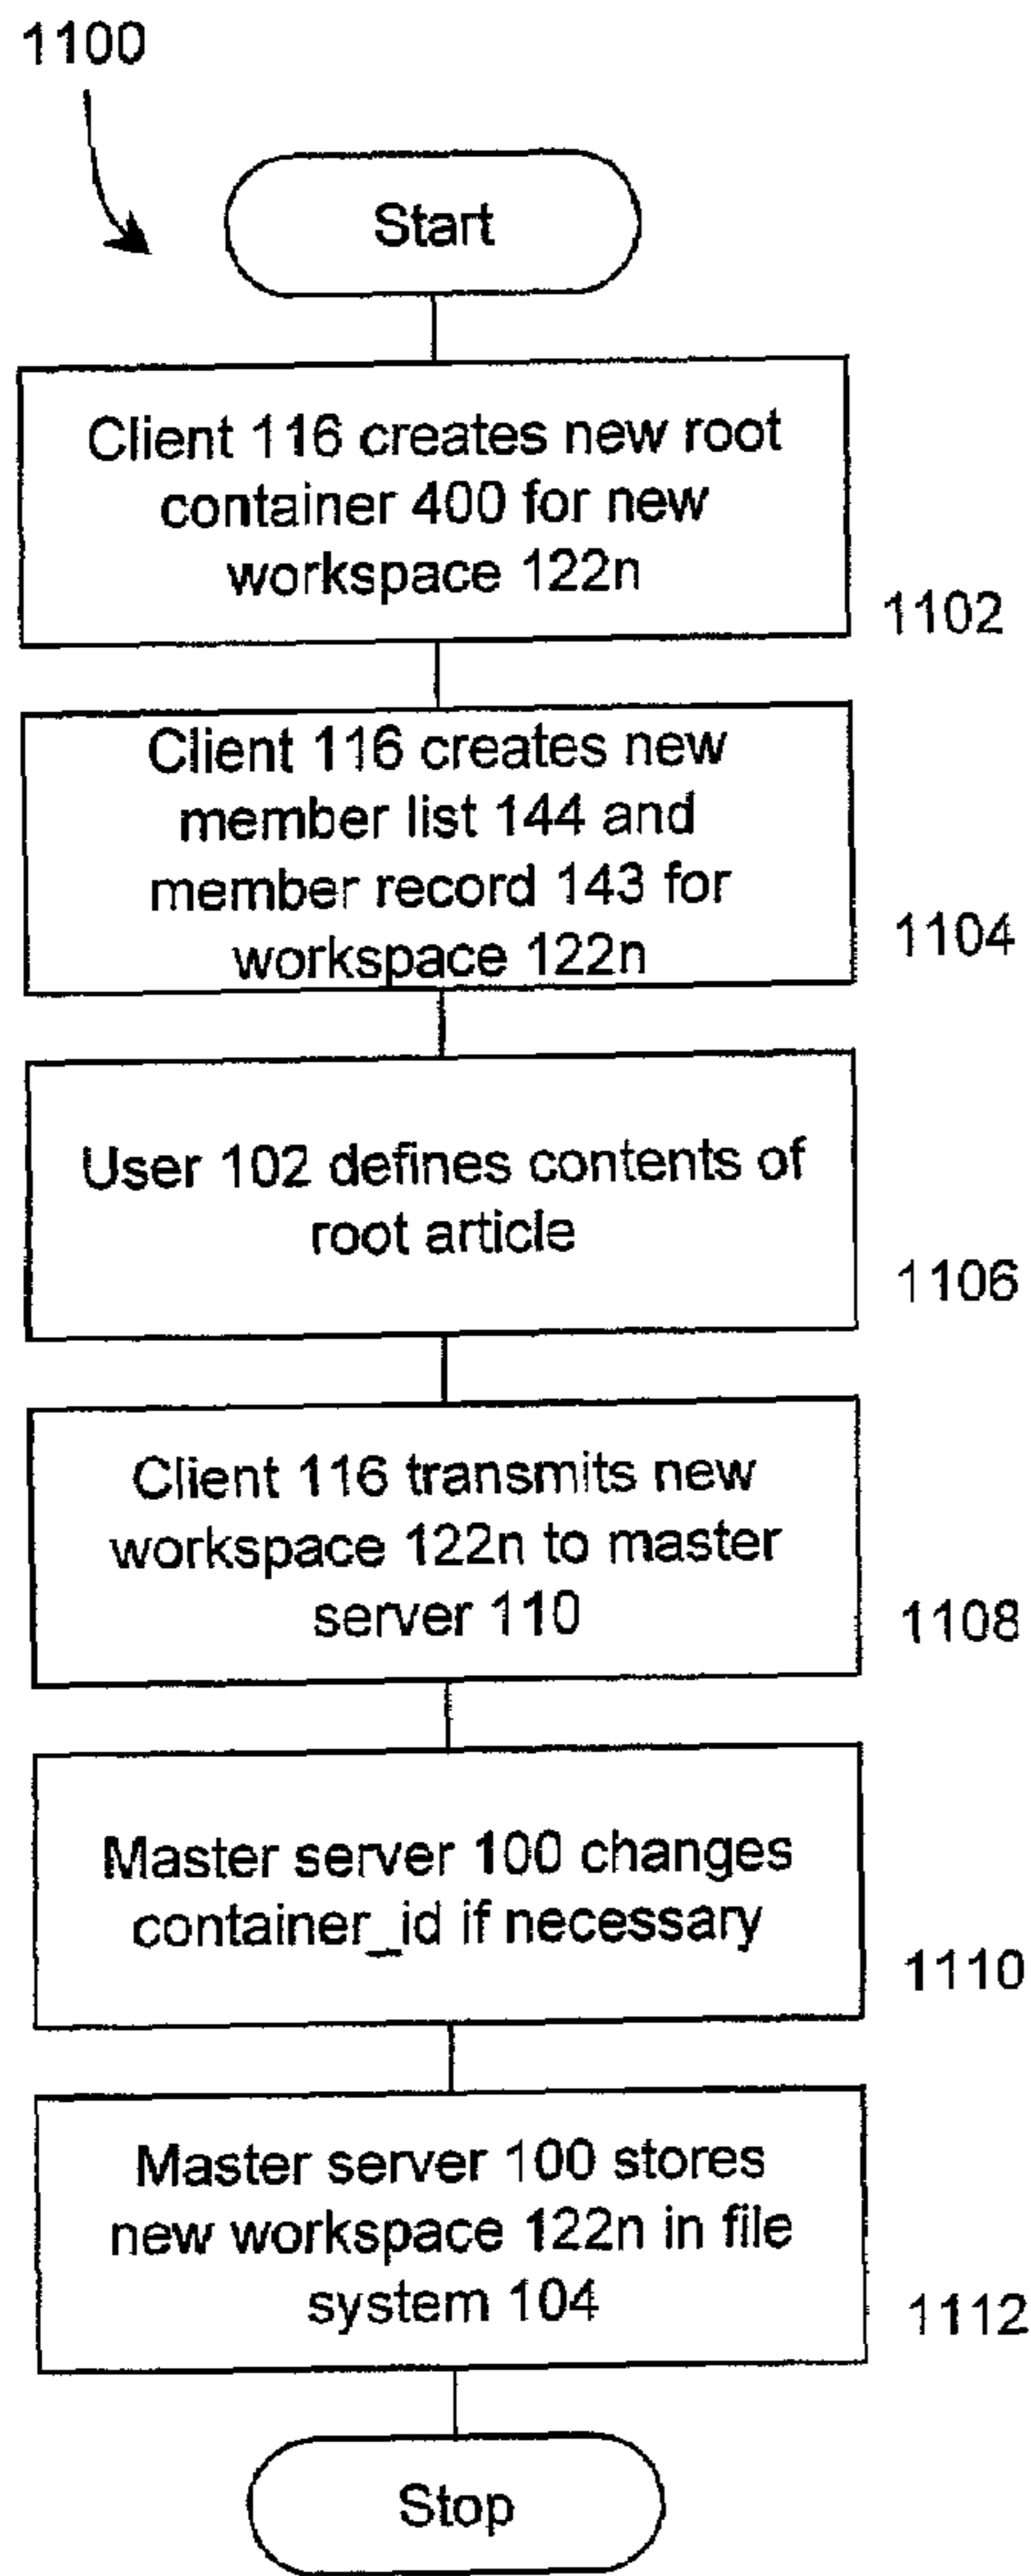 1100
Start
Client 116 creates new root
container 400 for new
workspace 122n
1102
Client 116 creates new
member list 144 and
member record 143 for
workspace 122n
1104
User 102 defines contents of
root article
1106
Client 116 transmits new
workspace 122n to master
server 110
1108
Master server 100 changes
container_id if necessary
1110
Master server 100 stores
new workspace 122n in file
system 104
1112
Stop